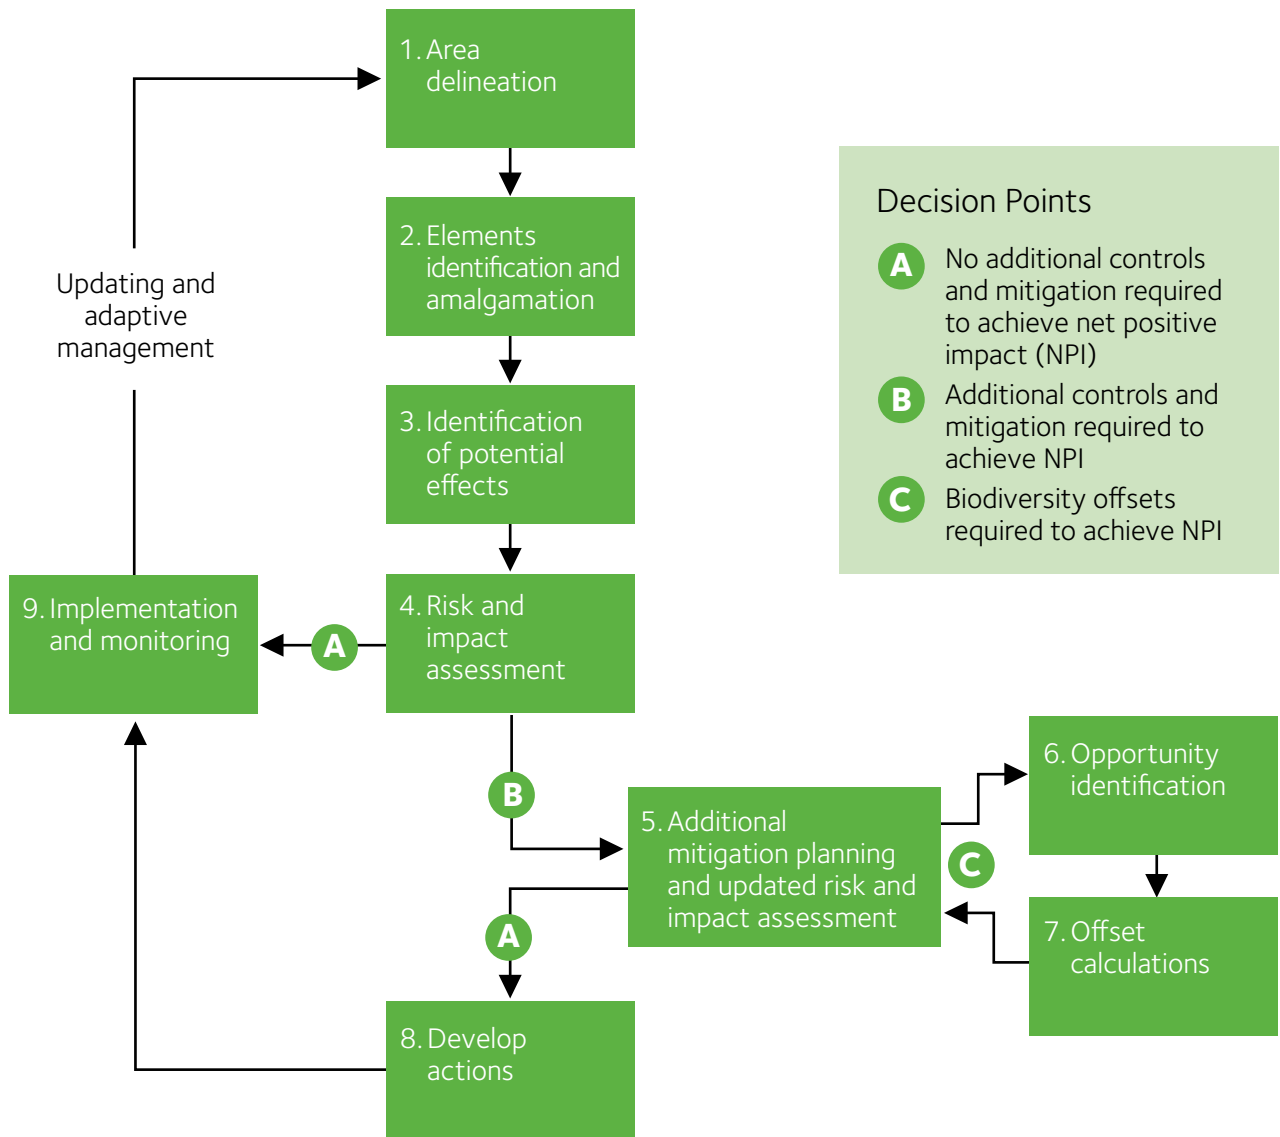 1. Area
delineation
2. Elements
identification and
amalgamation
Updating and
adaptive
management
3. Identification
of potential
effects
9. Implementation
and monitoring
A
4. Risk and
impact
assessment
B
5. Additional
mitigation planning
and updated risk and
impact assessment
C
6. Opportunity
identification
7. Offset
calculations
A
8. Develop
actions
Decision Points
A No additional controls
and mitigation required
to achieve net positive
impact (NPI)
B Additional controls and
mitigation required to
achieve NPI
C Biodiversity offsets
required to achieve NPI